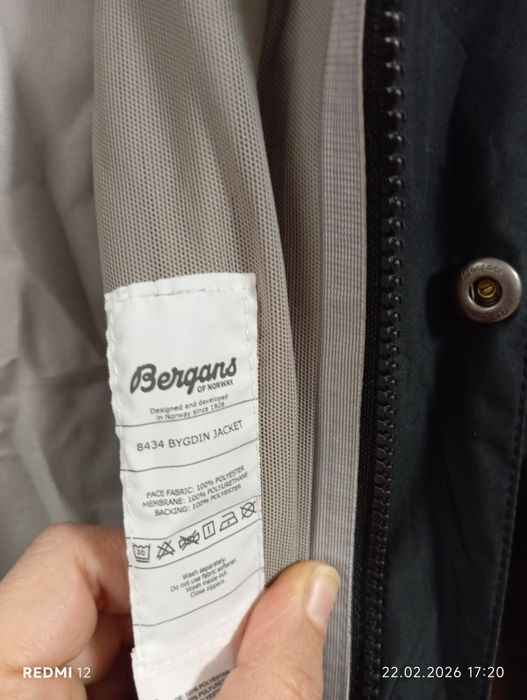 Bergans
OF NORWAY
Designed and developed
in Norway since 1908
8434 BYGDIN JACKET
FACE FABRIC: 100% POLYESTER
MEMBRANE: 100% POLYURETHANE
BACKING: 100% POLYESTER
30
Wash separately.
Do not use fabric softener.
Wash inside out.
Close zippers.
100% POLYESTER
REDMI 12
22.02.2026 17:20